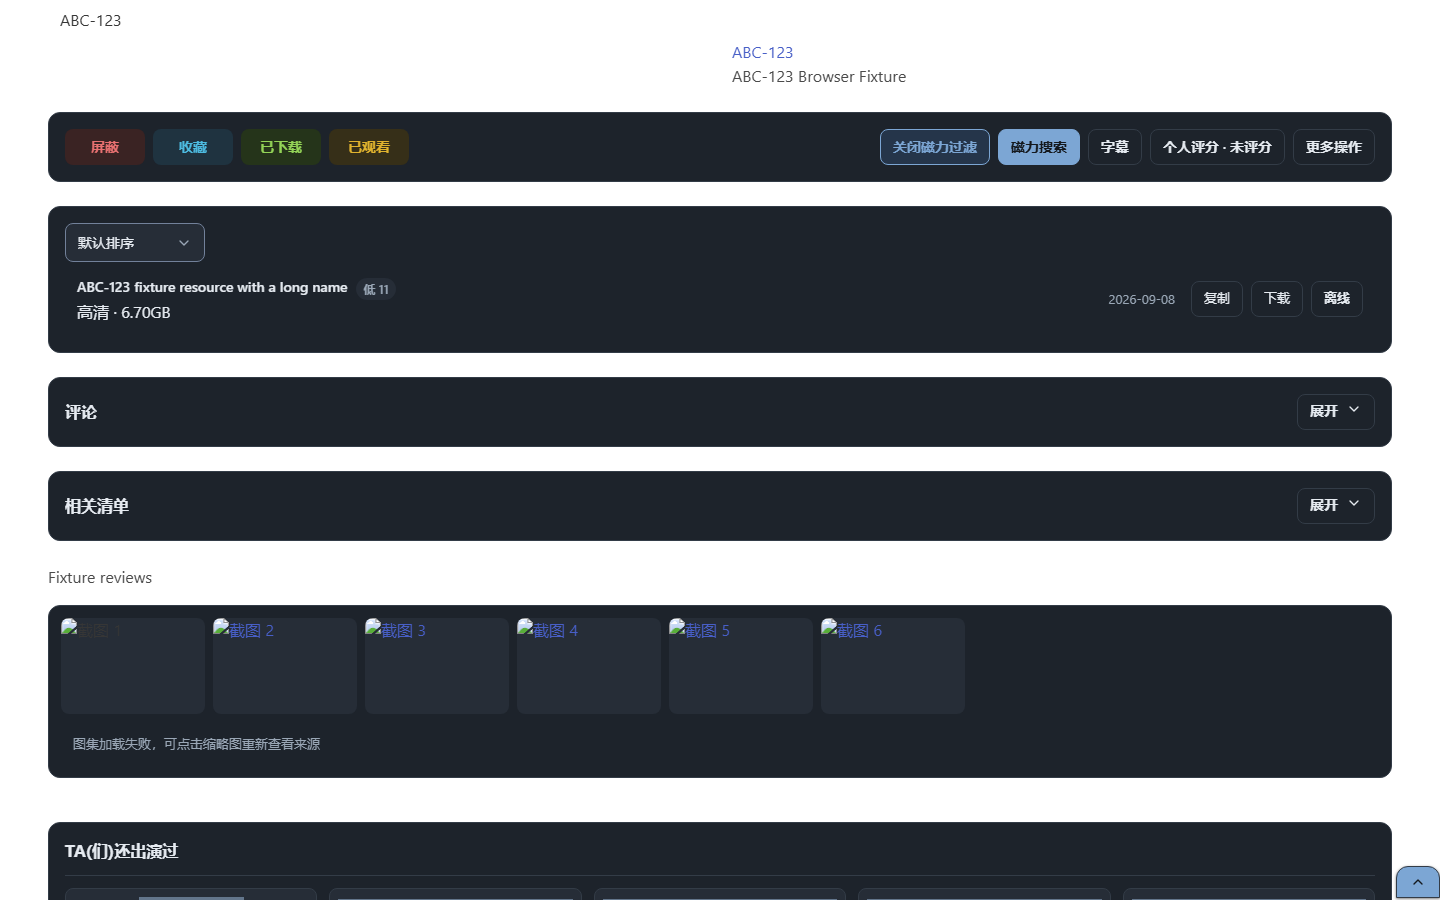 ABC-123
ABC-123
ABC-123 Browser Fixture
屏蔽 收藏 已下载 已观看 关闭磁力过滤 磁力搜索 字幕 个人评分 · 未评分 更多操作
默认排序
ABC-123 fixture resource with a long name 低 11
高清 · 6.70GB
2026-09-08 复制 下载 离线
评论 展开
相关清单 展开
Fixture reviews
截图 1 截图 2 截图 3 截图 4 截图 5 截图 6
图集加载失败，可点击缩略图重新查看来源
TA(们)还出演过